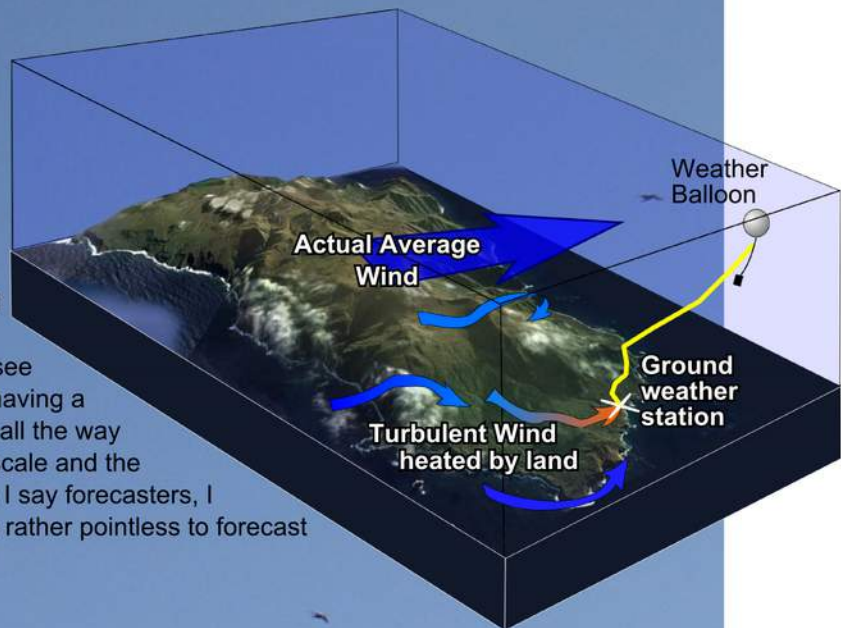 Weather
Balloon
Actual Average
Wind
Ground
weather
station
Turbulent Wind
heated by land
see
having a
all the way
scale and the
I say forecasters, I
rather pointless to forecast